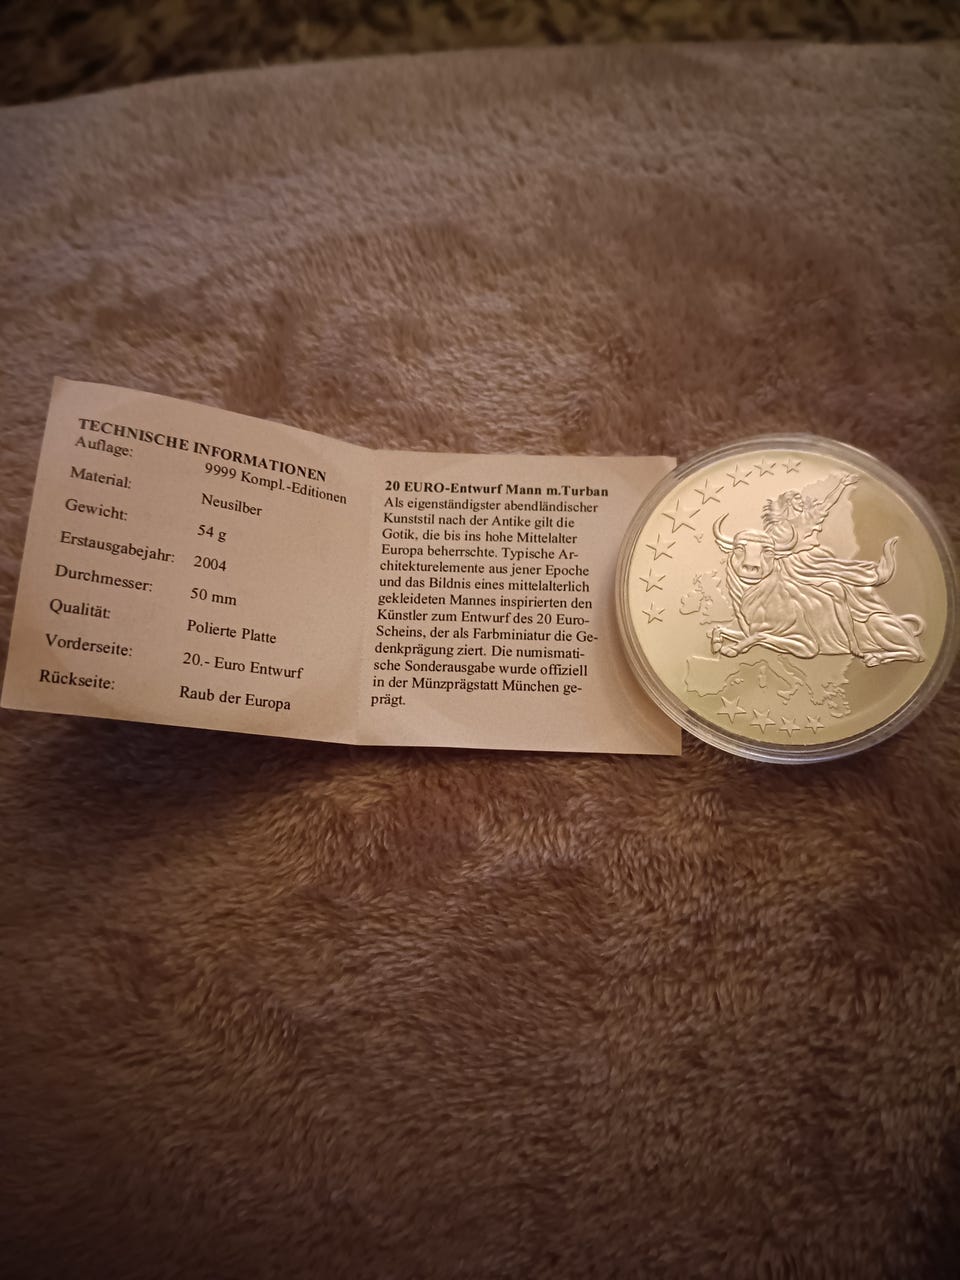 TECHNISCHE INFORMATIONEN
Auflage: 9999 Kompl.-Editionen
Material: Neusilber
Gewicht: 54 g
Erstausgabejahr: 2004
Durchmesser: 50 mm
Qualität: Polierte Platte
Vorderseite: 20.- Euro Entwurf
Rückseite: Raub der Europa
20 EURO-Entwurf Mann m.Turban
Als eigenständigster abendländischer
Kunststil nach der Antike gilt die
Gotik, die bis ins hohe Mittelalter
Europa beherrschte. Typische Ar-
chitekturelemente aus jener Epoche
und das Bildnis eines mittelalterlich
gekleideten Mannes inspirierten den
Künstler zum Entwurf des 20 Euro-
Scheins, der als Farbminiatur die Ge-
denkprägung ziert. Die numismati-
sche Sonderausgabe wurde offiziell
in der Münzprägstatt München ge-
prägt.